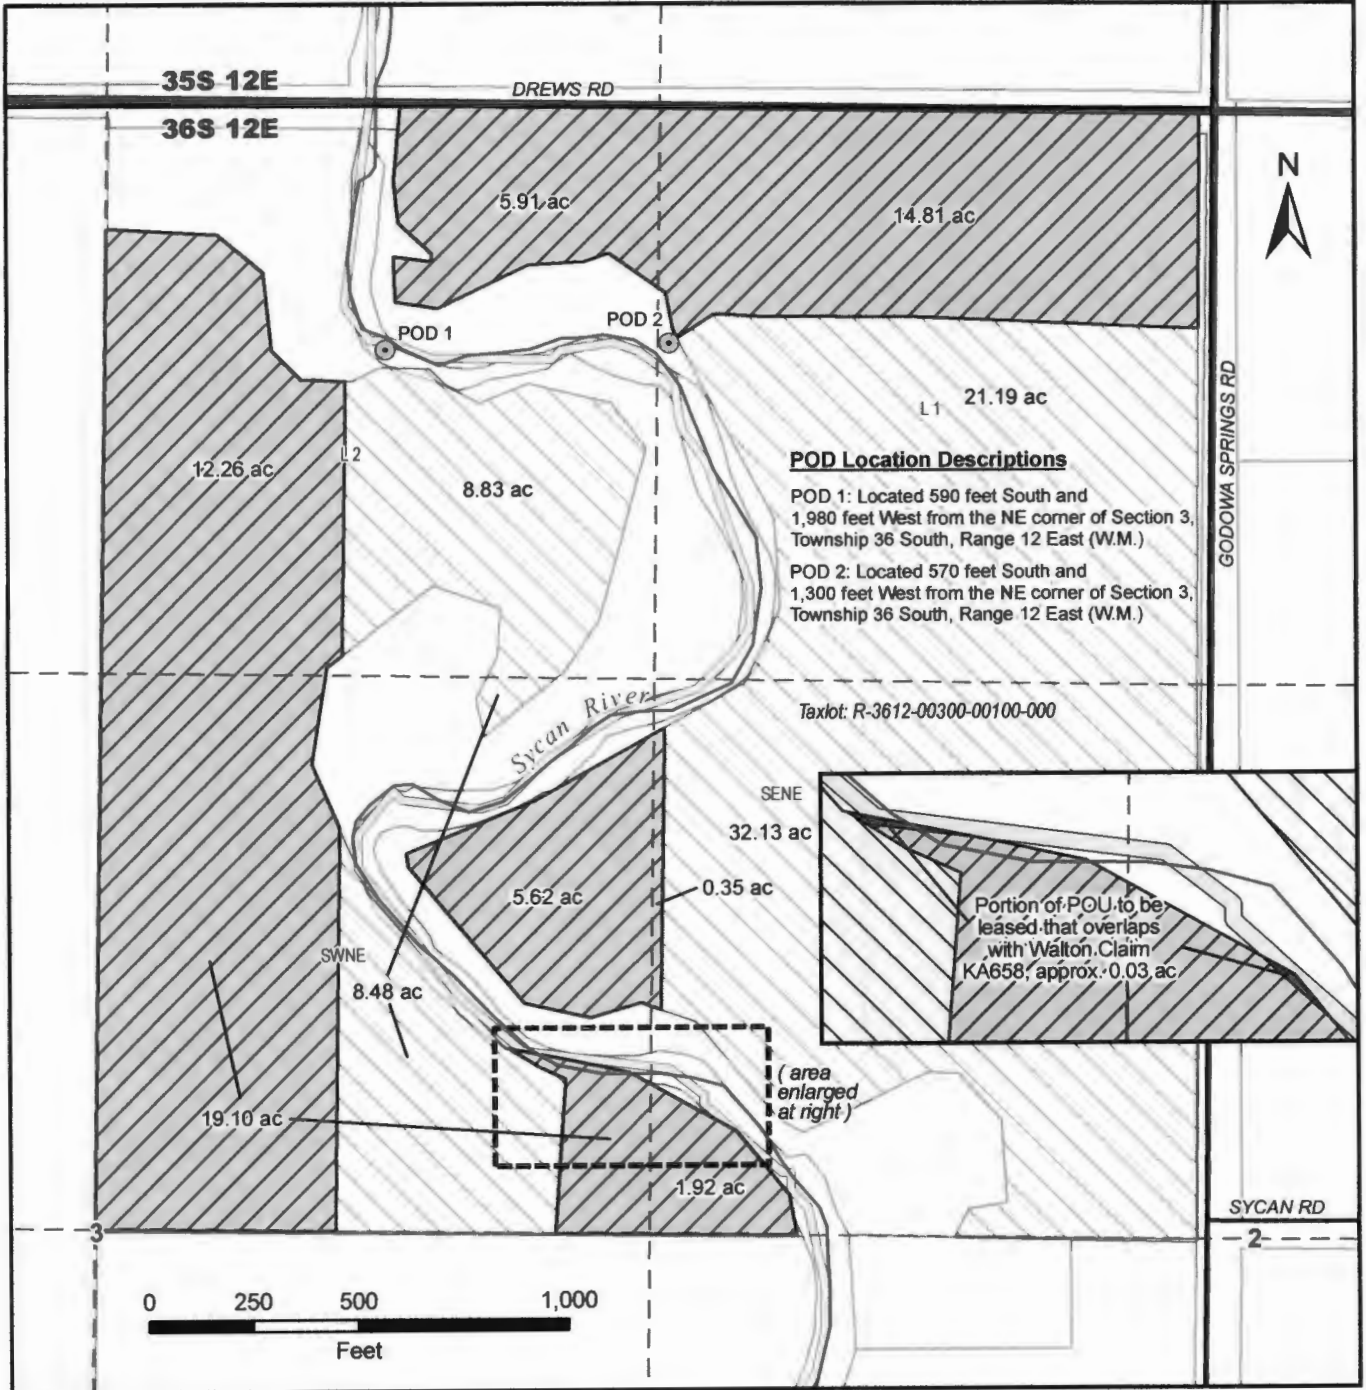 35S 12E
DREWS RD
36S 12E
N
5.91 ac
14.81 ac
POD 1
POD 2
L 1
21.19 ac
GODOWA SPRINGS RD
12.26 ac
L 2
8.83 ac
POD Location Descriptions
POD 1: Located 590 feet South and
1,980 feet West from the NE corner of Section 3,
Township 36 South, Range 12 East (W.M.)
POD 2: Located 570 feet South and
1,300 feet West from the NE corner of Section 3,
Township 36 South, Range 12 East (W.M.)
Sycan River
Taxlot: R-3612-00300-00100-000
SENE
32.13 ac
5.62 ac
0.35 ac
Portion of POU to be
leased that overlaps
with Walton Claim
KA658; approx. 0.03 ac
SWNE
8.48 ac
( area
enlarged
at right )
19.10 ac
1.92 ac
SYCAN RD
3
2
0 250 500 1,000
Feet